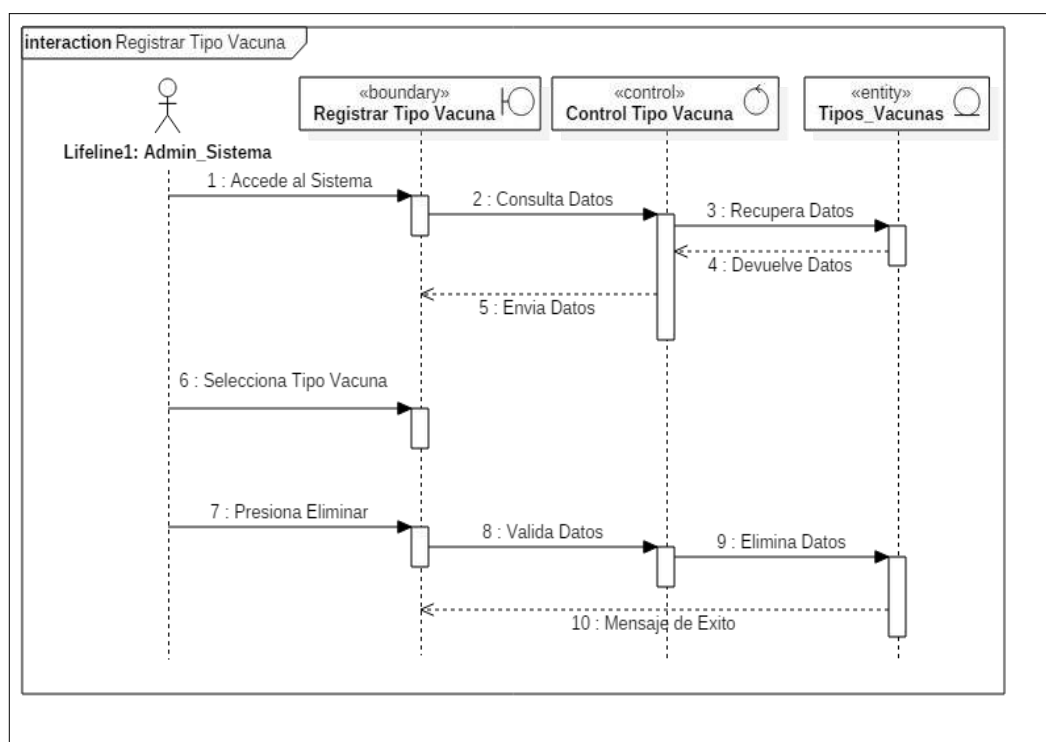 interaction Registrar Tipo Vacuna
«boundary»
Registrar Tipo Vacuna
«control»
Control Tipo Vacuna
«entity»
Tipos_Vacunas
Lifeline1: Admin_Sistema
1 : Accede al Sistema
2 : Consulta Datos
3 : Recupera Datos
4 : Devuelve Datos
5 : Envia Datos
6 : Selecciona Tipo Vacuna
7 : Presiona Eliminar
8 : Valida Datos
9 : Elimina Datos
10 : Mensaje de Exito